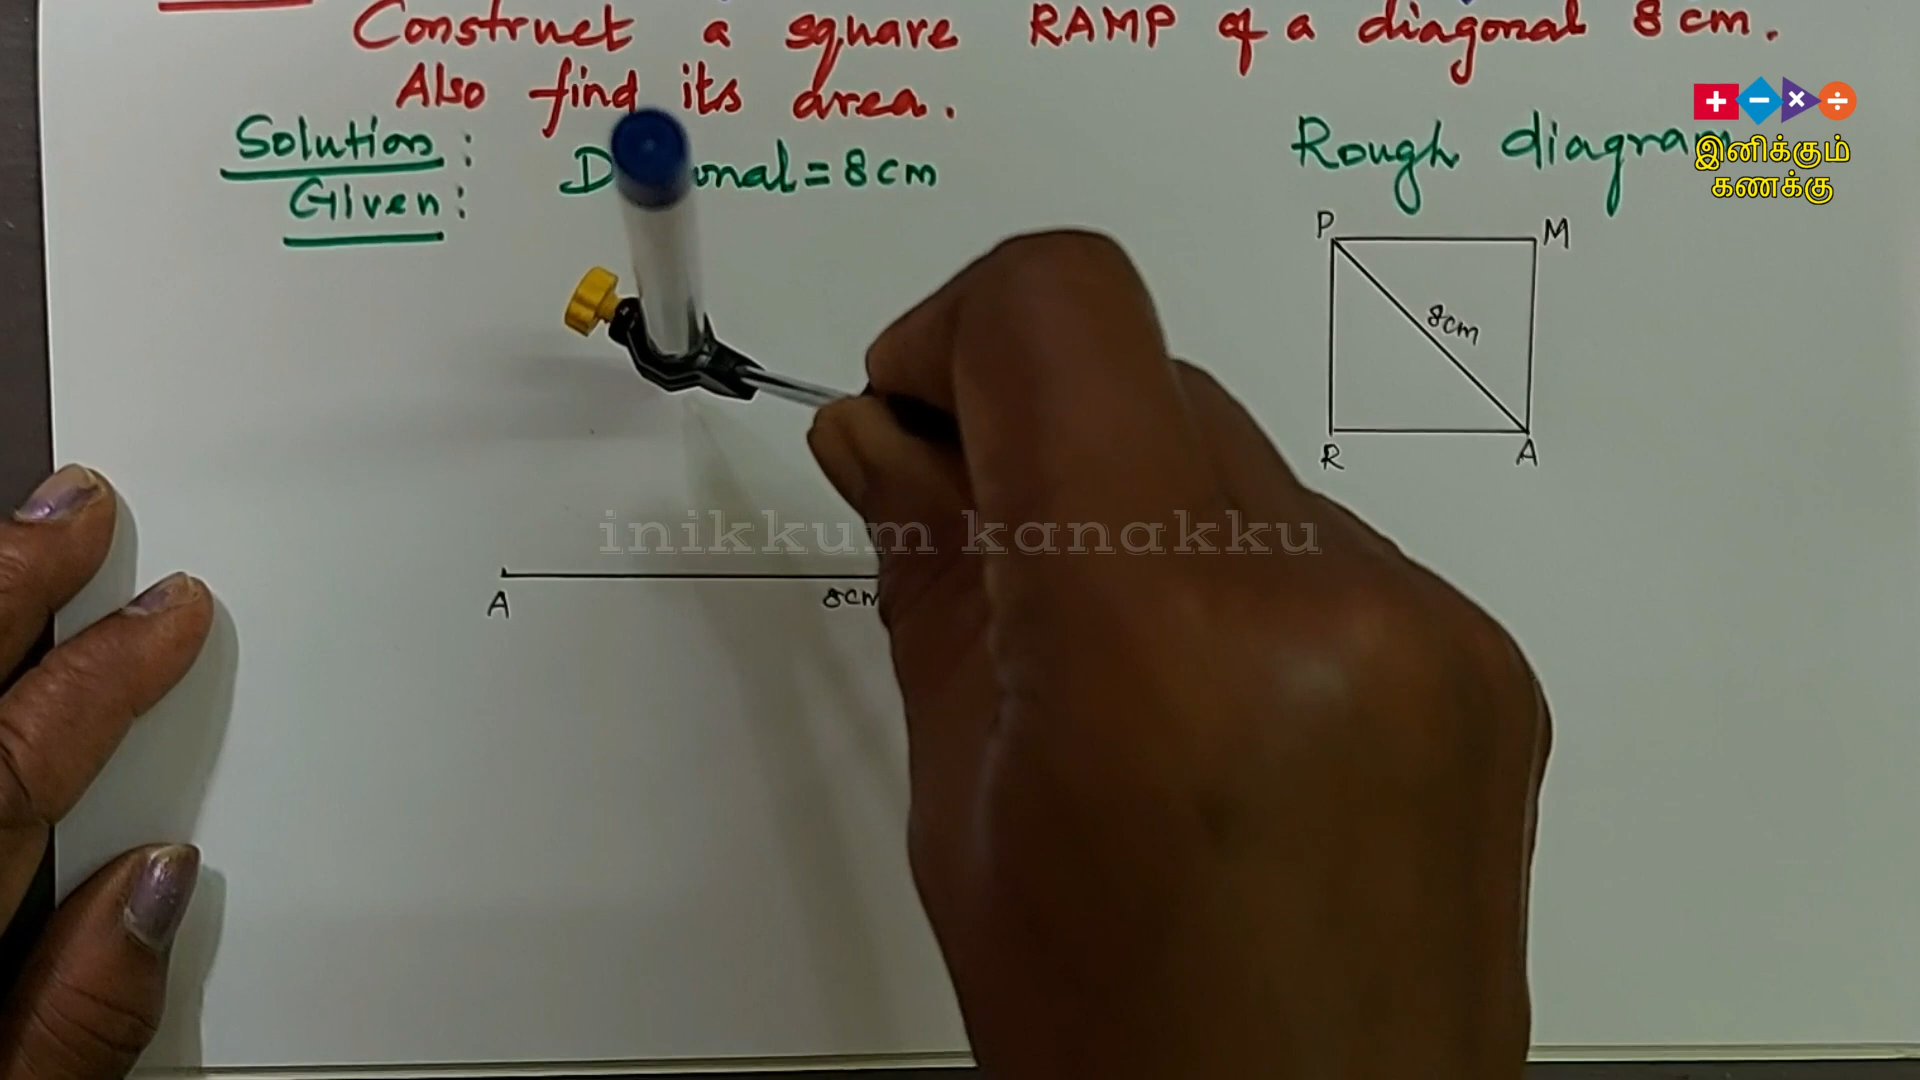 Construct a square RAMP of a diagonal 8 cm.
Also find its area.
Solution :
Given :
= 8 cm
Rough diagram
இனிக்கும்
கணக்கு
P
M
8cm
R
A
inikkum kanakku
A
8cm